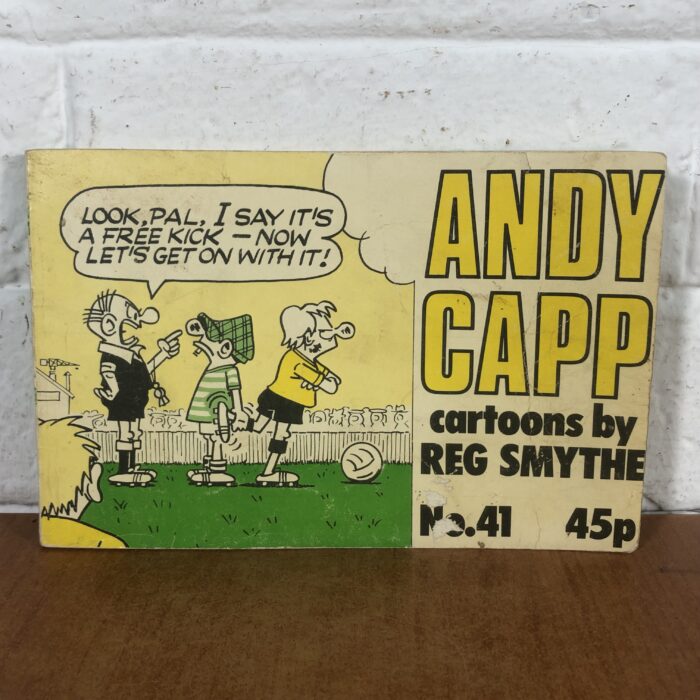 LOOK, PAL, I SAY IT'S
A FREE KICK — NOW
LET'S GET ON WITH IT!
ANDY
CAPP
cartoons by
REG SMYTHE
No.41 45p